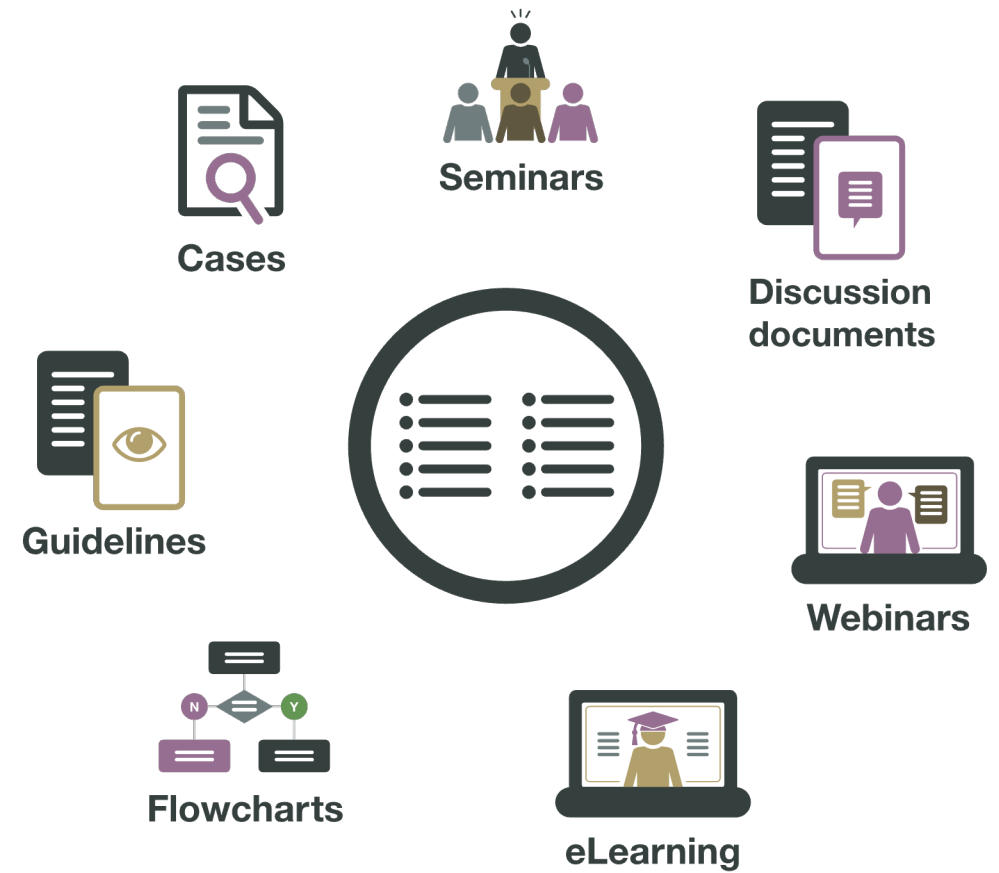 Seminars
Cases
Discussion
documents
Guidelines
Webinars
N
Y
Flowcharts
eLearning